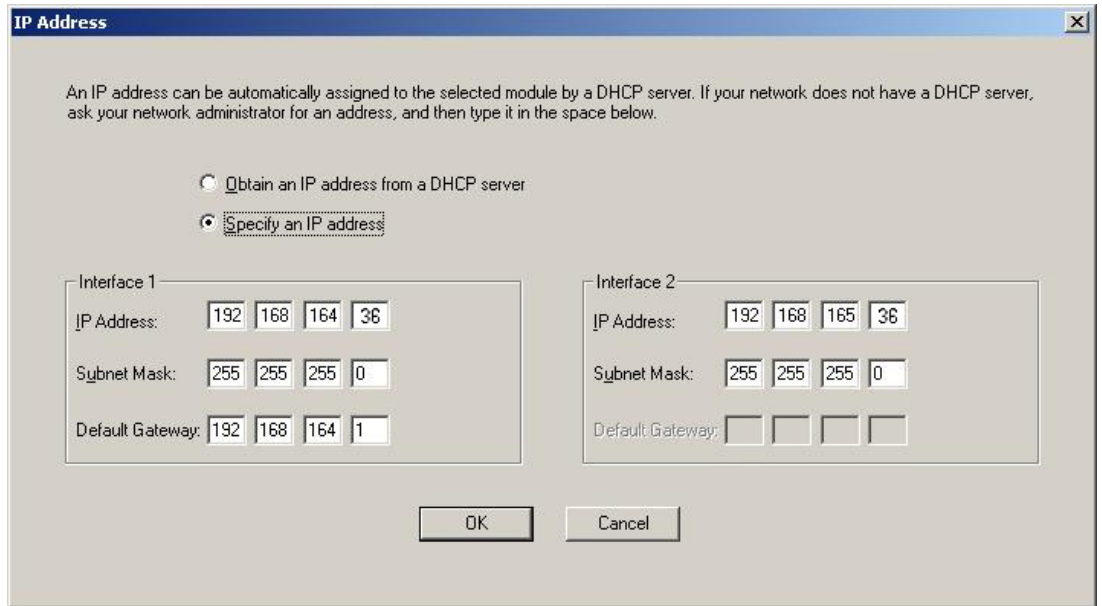 IP Address
An IP address can be automatically assigned to the selected module by a DHCP server. If your network does not have a DHCP server,
ask your network administrator for an address, and then type it in the space below.
Obtain an IP address from a DHCP server
Specify an IP address
Interface 1
IP Address: 192 168 164 36
Subnet Mask: 255 255 255 0
Default Gateway: 192 168 164 1
Interface 2
IP Address: 192 168 165 36
Subnet Mask: 255 255 255 0
Default Gateway:
OK Cancel